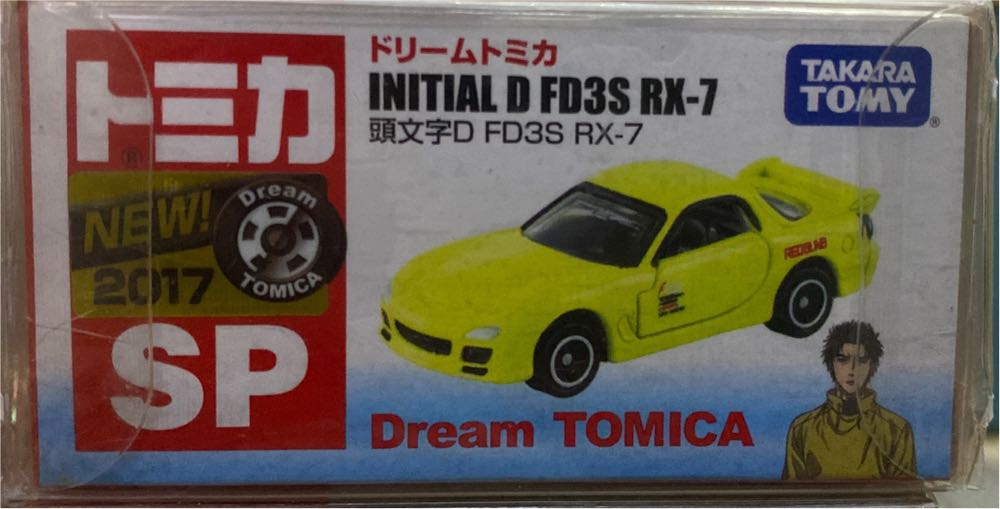 トミカ®
ドリームトミカ
INITIAL D FD3S RX-7
頭文字D FD3S RX-7
TAKARA
TOMY®
NEW!
2017
Dream
TOMICA
SP
REDSUNS
Dream TOMICA